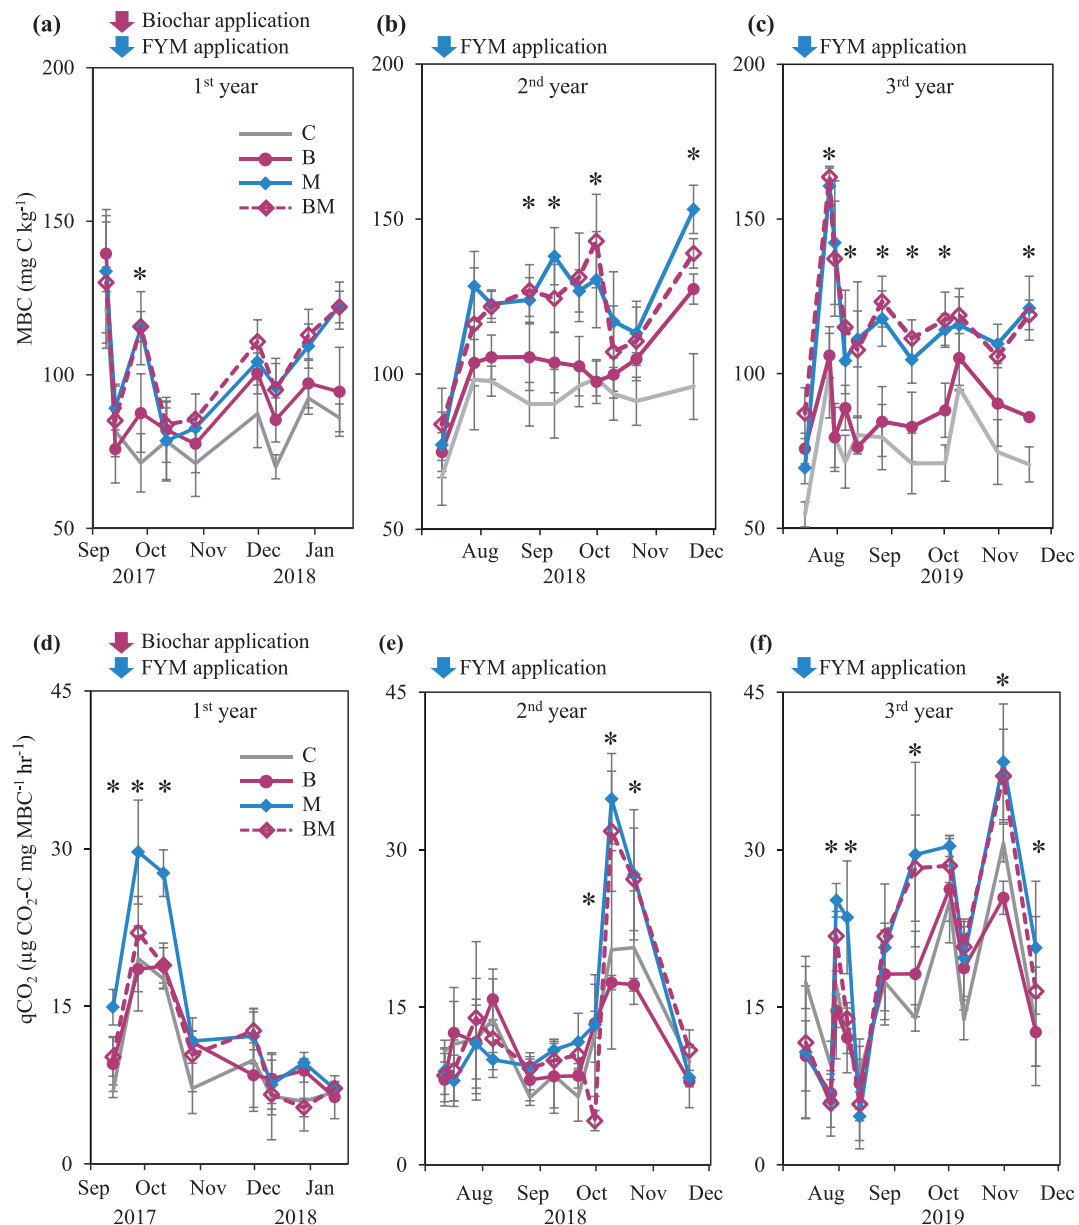 (a)
Biochar application
FYM application
(b)
FYM application
(c)
FYM application
MBC (mg C kg-1)
200
150
100
50
1st year
C
B
M
BM
*
Sep Oct Nov Dec Jan
2017 2018
200
150
100
50
2nd year
* * * *
Aug Sep Oct Nov Dec
2018
200
150
100
50
3rd year
* * * * * *
Aug Sep Oct Nov Dec
2019
(d)
Biochar application
FYM application
(e)
FYM application
(f)
FYM application
qCO2 (μg CO2-C mg MBC-1 hr-1)
45
30
15
0
1st year
* * *
C
B
M
BM
Sep Oct Nov Dec Jan
2017 2018
45
30
15
0
2nd year
* * *
Aug Sep Oct Nov Dec
2018
45
30
15
0
3rd year
* * * * *
Aug Sep Oct Nov Dec
2019